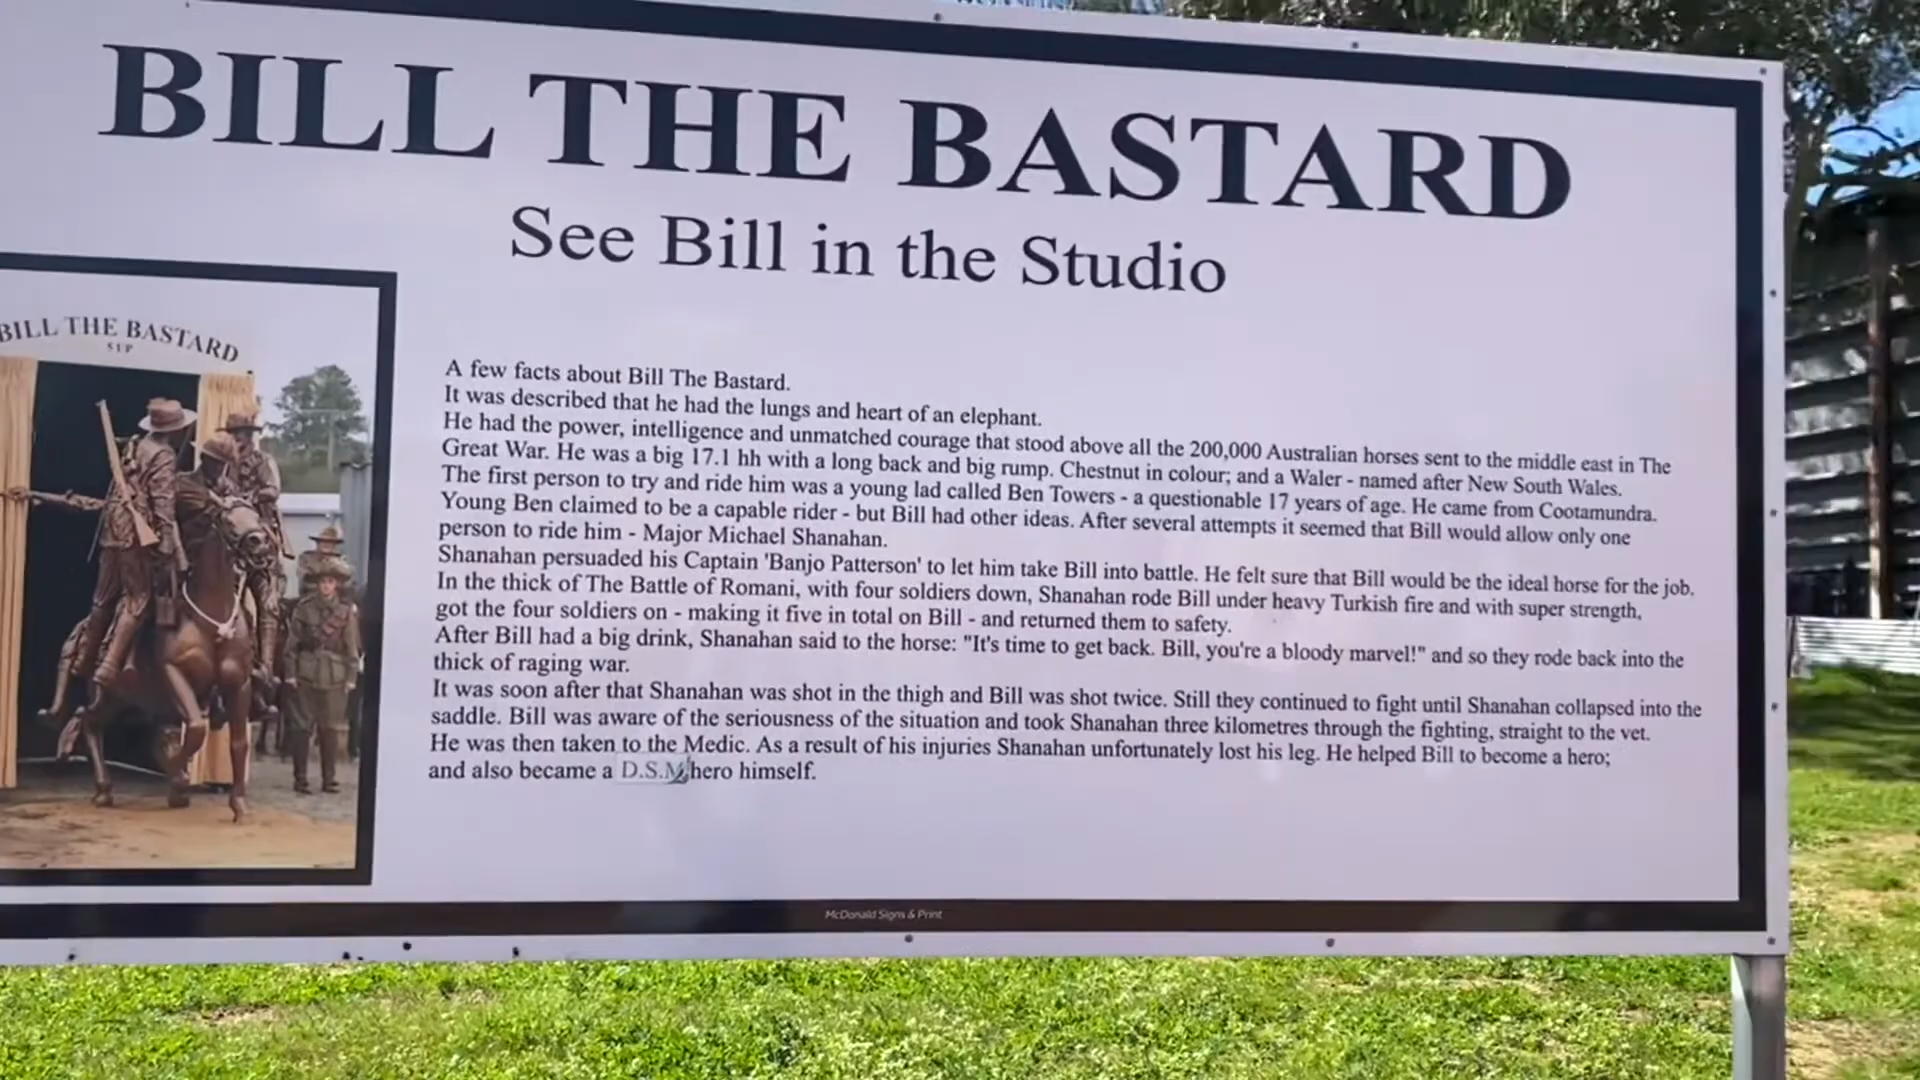 BILL THE BASTARD
See Bill in the Studio
BILL THE BASTARD
A few facts about Bill The Bastard.
It was described that he had the lungs and heart of an elephant.
He had the power, intelligence and unmatched courage that stood above all the 200,000 Australian horses sent to the middle east in The
Great War. He was a big 17.1 hh with a long back and big rump. Chestnut in colour; and a Waler - named after New South Wales.
The first person to try and ride him was a young lad called Ben Towers - a questionable 17 years of age. He came from Cootamundra.
Young Ben claimed to be a capable rider - but Bill had other ideas. After several attempts it seemed that Bill would allow only one
person to ride him - Major Michael Shanahan.
Shanahan persuaded his Captain 'Banjo Patterson' to let him take Bill into battle. He felt sure that Bill would be the ideal horse for the job.
In the thick of The Battle of Romani, with four soldiers down, Shanahan rode Bill under heavy Turkish fire and with super strength,
got the four soldiers on - making it five in total on Bill - and returned them to safety.
After Bill had a big drink, Shanahan said to the horse: "It's time to get back. Bill, you're a bloody marvel!" and so they rode back into the
thick of raging war.
It was soon after that Shanahan was shot in the thigh and Bill was shot twice. Still they continued to fight until Shanahan collapsed into the
saddle. Bill was aware of the seriousness of the situation and took Shanahan three kilometres through the fighting, straight to the vet.
He was then taken to the Medic. As a result of his injuries Shanahan unfortunately lost his leg. He helped Bill to become a hero;
and also became a D.S.M hero himself.
McDonald Signs & Print